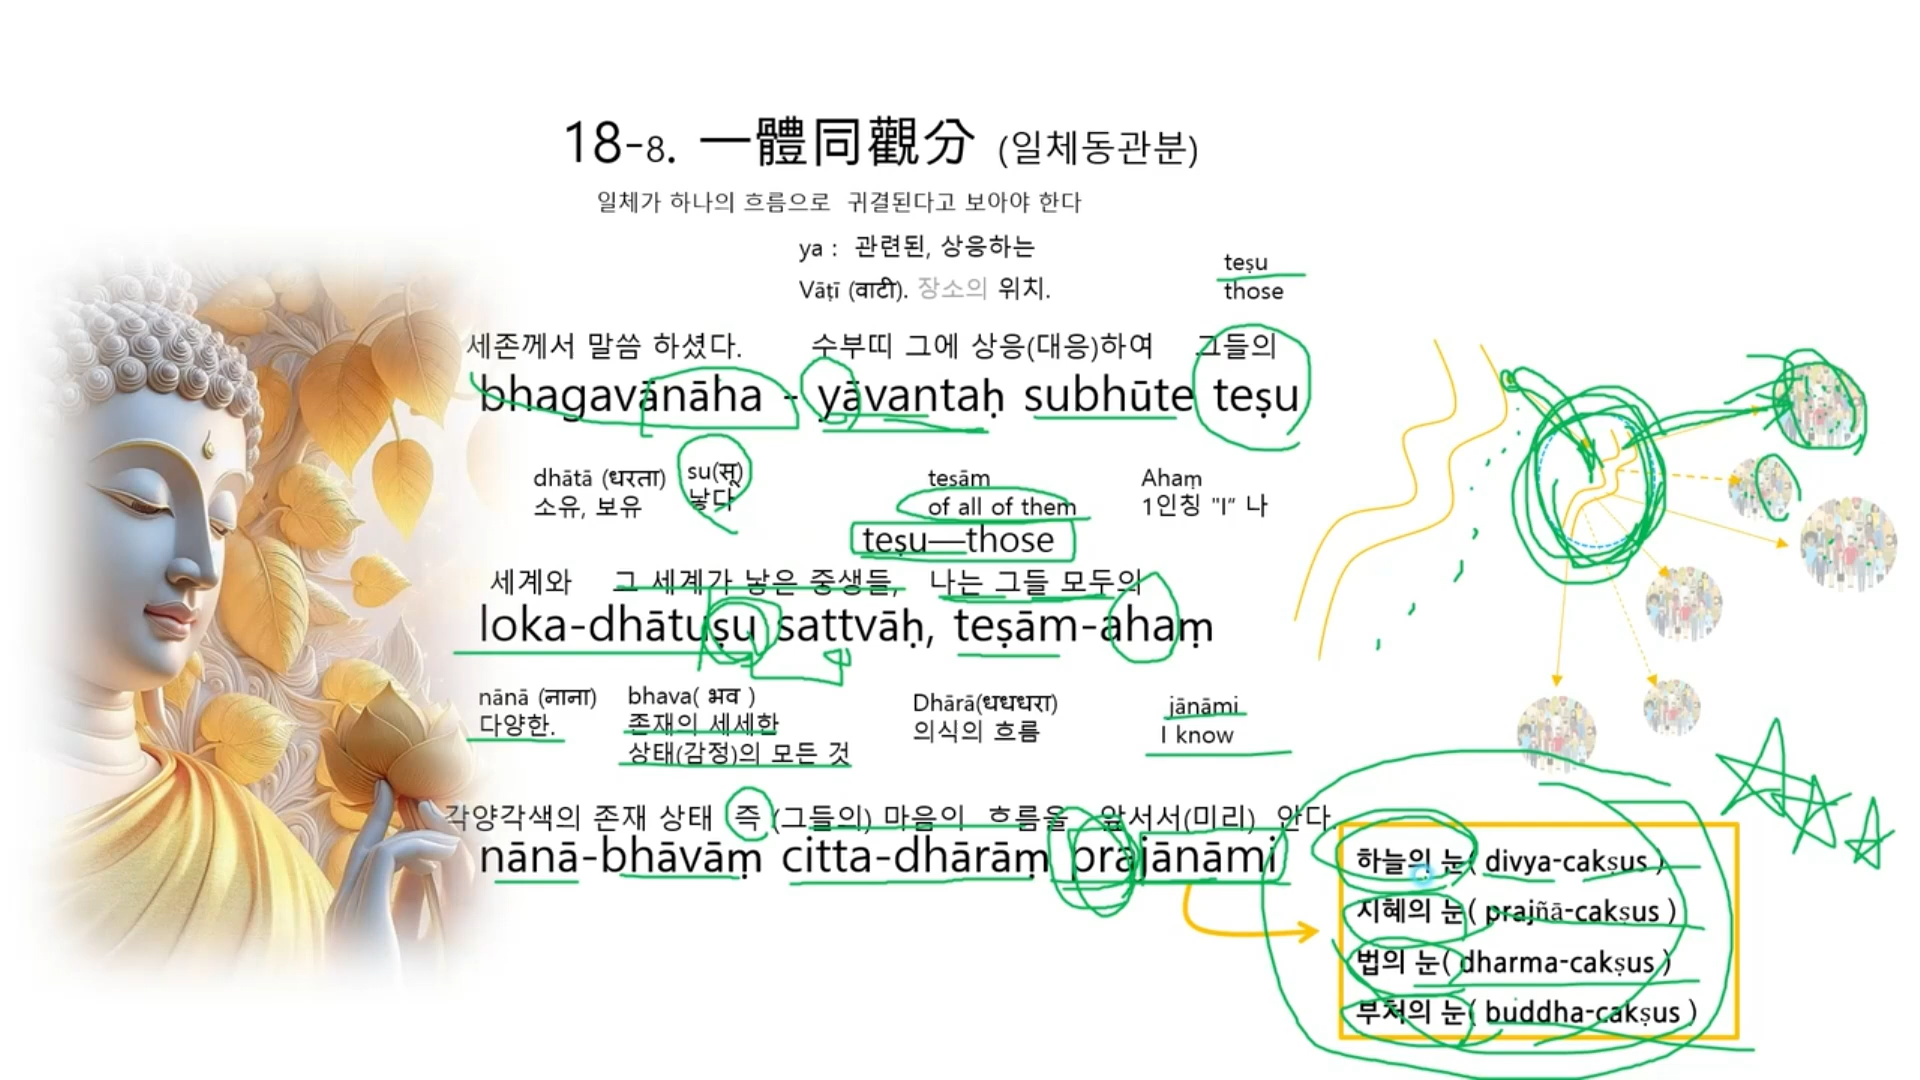 18-8. 一體同觀分 (일체동관분)
일체가 하나의 흐름으로 귀결된다고 보아야 한다
ya : 관련된, 상응하는
Vāṭī (वाटी). 장소의 위치.
teṣu
those
세존께서 말씀 하셨다. 수부띠 그에 상응(대응)하여 그들의
bhagavānāha - yāvantaḥ subhūte teṣu
dhātā (धरता) su(सू) tesām Ahaṃ
소유, 보유 낳다 of all of them 1인칭 "I" 나
teṣu—those
세계와 그 세계가 낳은 중생들, 나는 그들 모두의
loka-dhātuṣu sattvāḥ, teṣām-ahaṃ
nānā (नाना) bhava( भव ) Dhārā(धधधरा) jānāmi
다양한. 존재의 세세한 의식의 흐름 I know
상태(감정)의 모든 것
각양각색의 존재 상태 즉 (그들의) 마음의 흐름을 앞서서(미리) 안다.
nānā-bhāvāṃ citta-dhārāṃ prajānāmi
하늘의 눈( divya-cakṣus )
지혜의 눈( prajñā-cakṣus )
법의 눈( dharma-cakṣus )
부처의 눈( buddha-cakṣus )